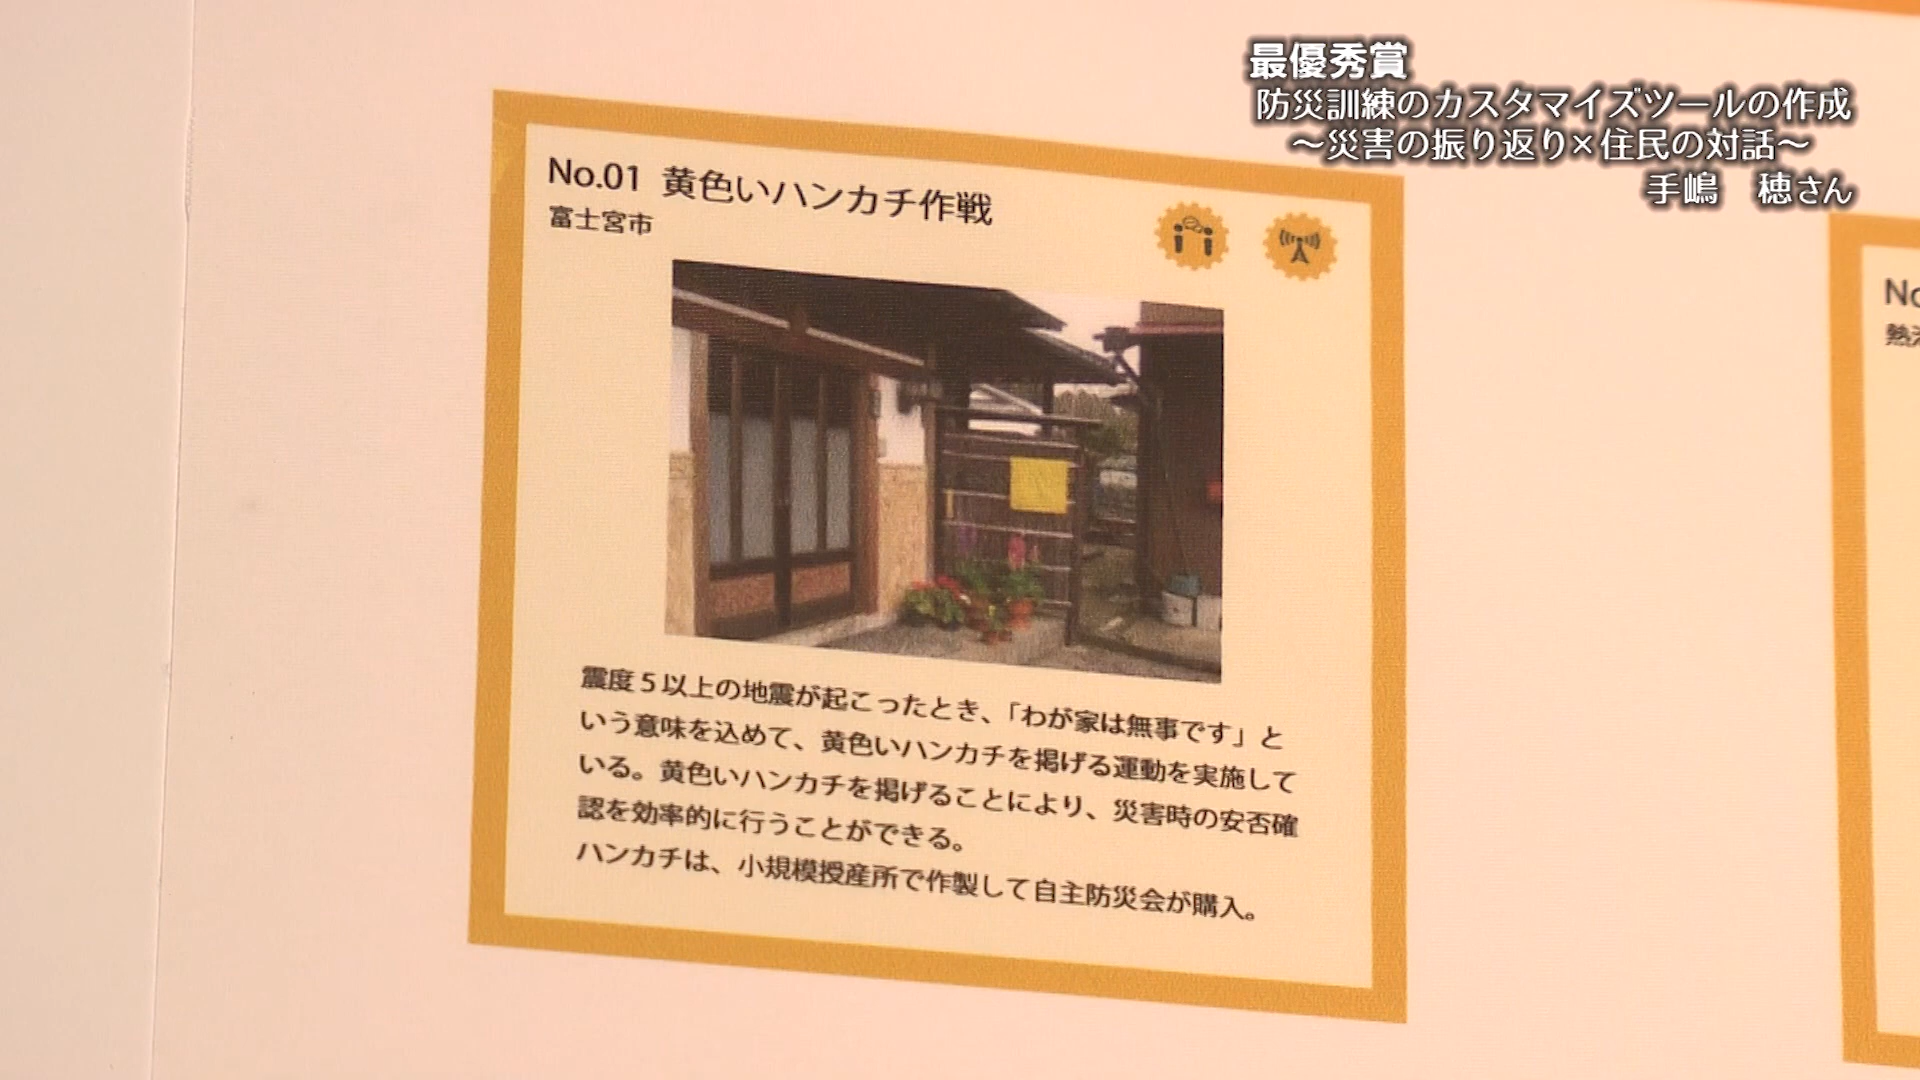 最優秀賞
防災訓練のカスタマイズツールの作成
～災害の振り返り×住民の対話～
手嶋　穂さん
No.01 黄色いハンカチ作戦
富士宮市
震度５以上の地震が起こったとき、「わが家は無事です」と
いう意味を込めて、黄色いハンカチを掲げる運動を実施して
いる。黄色いハンカチを掲げることにより、災害時の安否確
認を効率的に行うことができる。
ハンカチは、小規模授産所で作製して自主防災会が購入。
No
熱